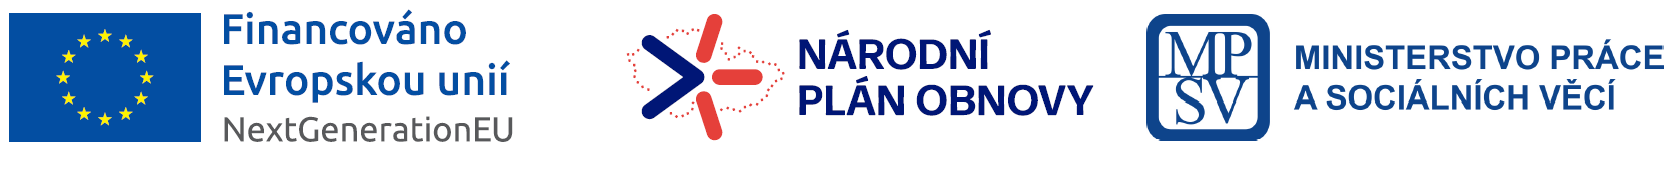 Financováno
Evropskou unií
NextGenerationEU
NÁRODNÍ
PLÁN OBNOVY
MP
SV
MINISTERSTVO PRÁCE
A SOCIÁLNÍCH VĚCÍ